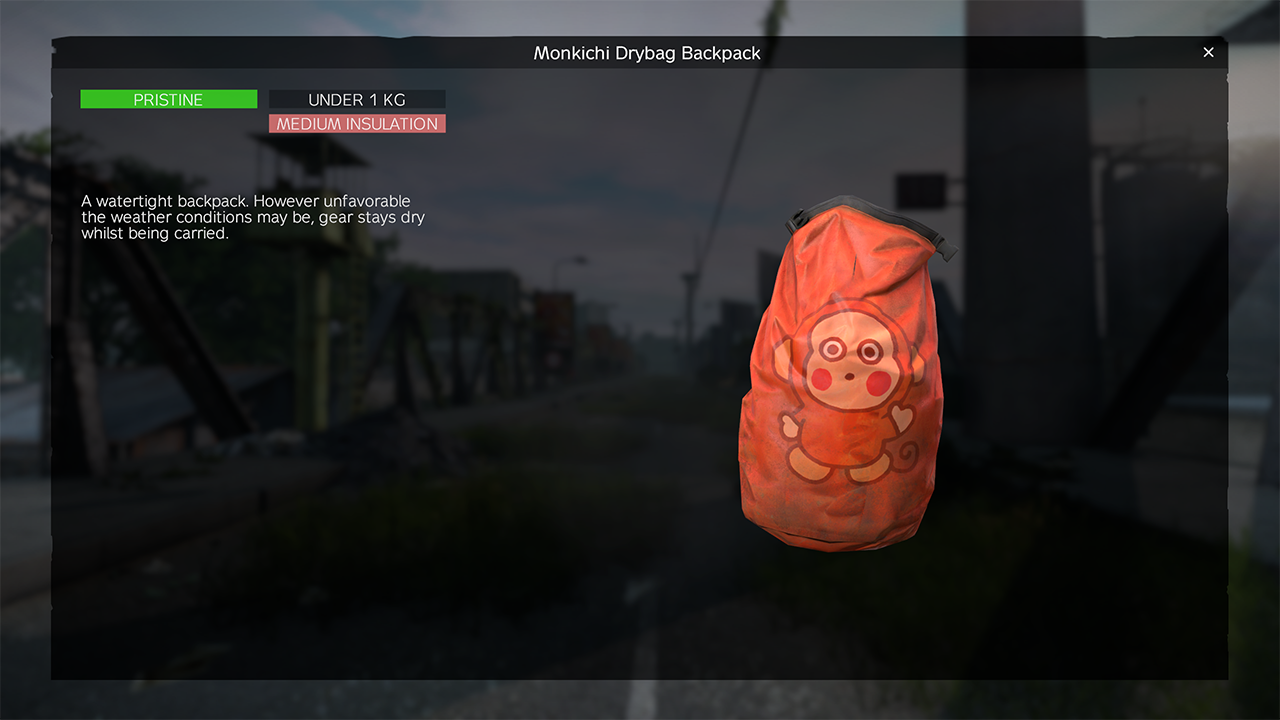 Monkichi Drybag Backpack
PRISTINE
UNDER 1 KG
MEDIUM INSULATION
A watertight backpack. However unfavorable
the weather conditions may be, gear stays dry
whilst being carried.